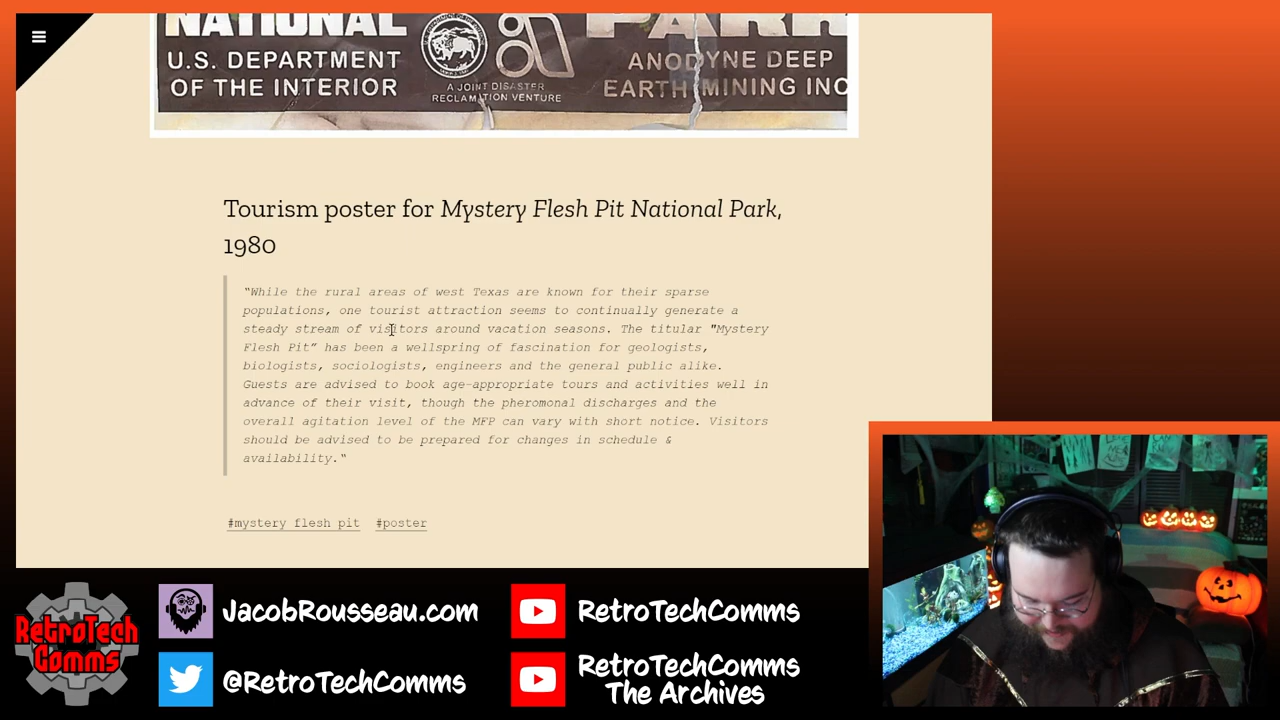 NATIONAL PARK
U.S. DEPARTMENT
OF THE INTERIOR
A JOINT DISASTER
RECLAMATION VENTURE
ANODYNE DEEP
EARTH MINING INC
Tourism poster for Mystery Flesh Pit National Park,
1980
"While the rural areas of west Texas are known for their sparse
populations, one tourist attraction seems to continually generate a
steady stream of visitors around vacation seasons. The titular "Mystery
Flesh Pit” has been a wellspring of fascination for geologists,
biologists, sociologists, engineers and the general public alike.
Guests are advised to book age-appropriate tours and activities well in
advance of their visit, though the pheromonal discharges and the
overall agitation level of the MFP can vary with short notice. Visitors
should be advised to be prepared for changes in schedule &
availability."
#mystery flesh pit #poster
RetroTech
Comms
JacobRousseau.com
@RetroTechComms
RetroTechComms
RetroTechComms
The Archives